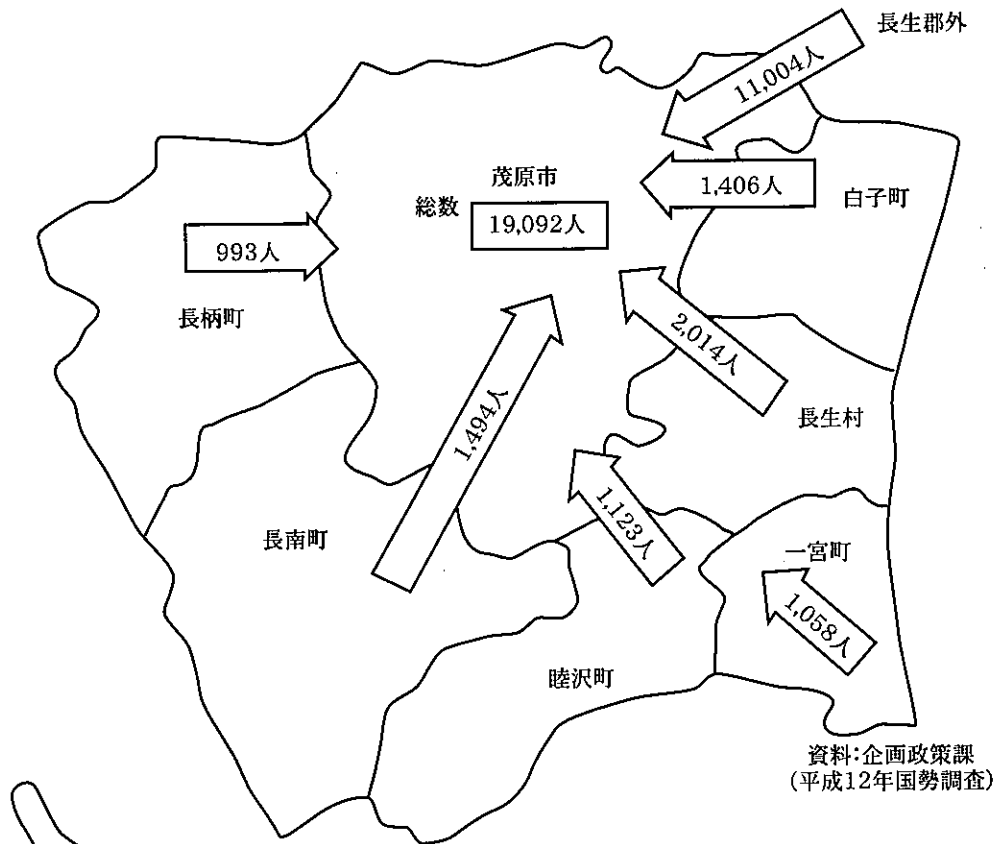 長生郡外
11,004人
茂原市
1,406人
白子町
総数
19,092人
993人
長柄町
2,014人
1,494人
長生村
1,123人
長南町
一宮町
1,058人
睦沢町
資料:企画政策課
(平成12年国勢調査)